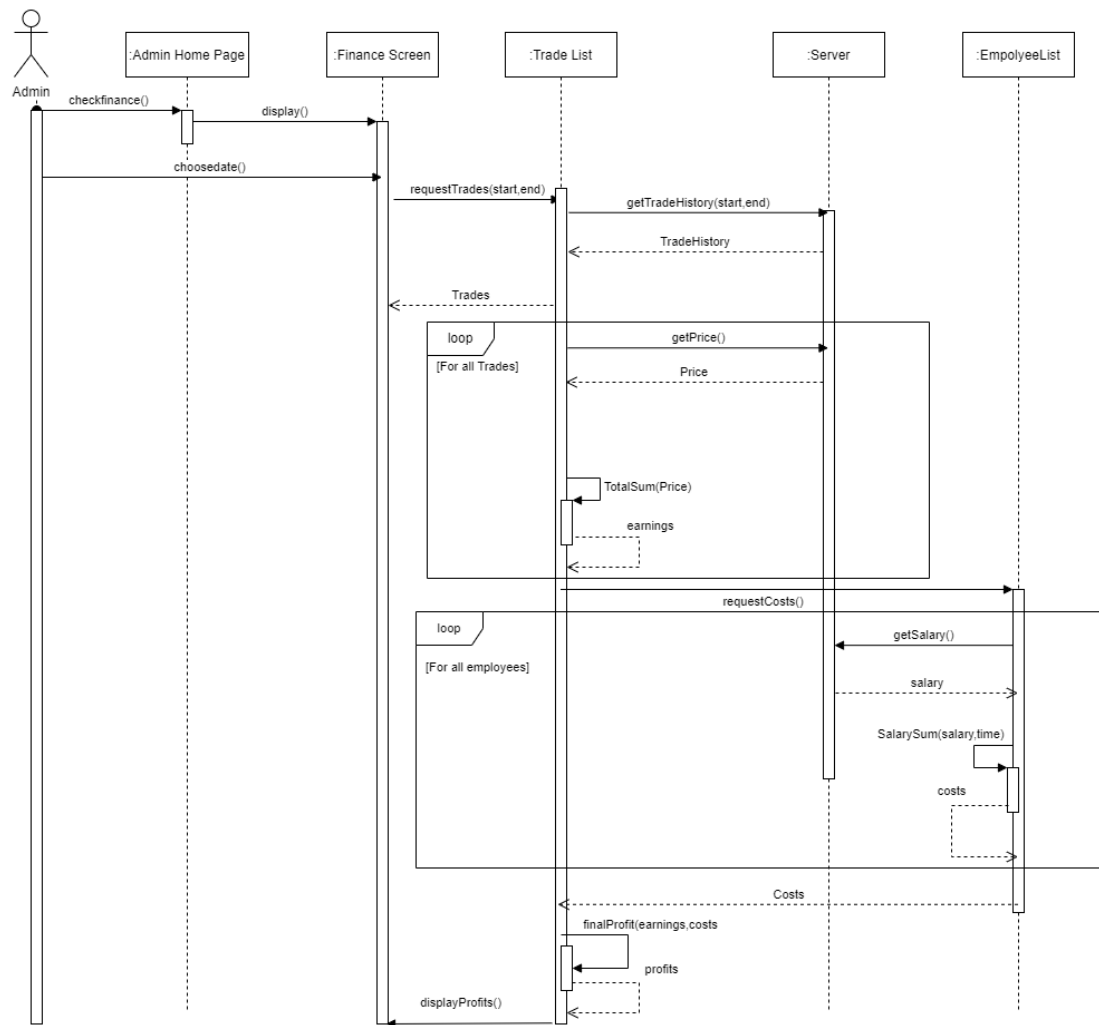 :Admin Home Page
:Finance Screen
:Trade List
:Server
:EmpolyeeList
Admin
checkfinance()
display()
choosedate()
requestTrades(start,end)
getTradeHistory(start,end)
TradeHistory
Trades
loop
getPrice()
[For all Trades]
Price
TotalSum(Price)
earnings
requestCosts()
loop
getSalary()
[For all employees]
salary
SalarySum(salary,time)
costs
Costs
finalProfit(earnings,costs
profits
displayProfits()